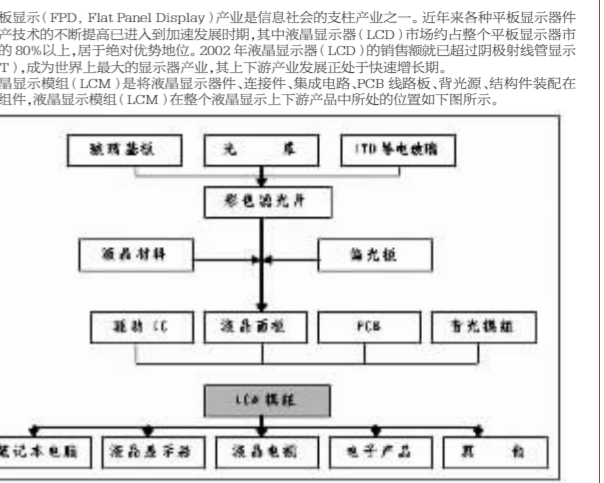 板显示(FPD, Flat Panel Display)产业是信息社会的支柱产业之一。近年来各种平板显示器件
产技术的不断提高已进入到加速发展时期,其中液晶显示器(LCD)市场约占整个平板显示器市
的80%以上,居于绝对优势地位。2002年液晶显示器(LCD)的销售额就已超过阴极射线管显示
T),成为世界上最大的显示器产业,其上下游产业发展正处于快速增长期。
晶显示模组(LCM)是将液晶显示器件、连接件、集成电路、PCB线路板、背光源、结构件装配在
组件,液晶显示模组(LCM)在整个液晶显示上下游产品中所处的位置如下图所示。
玻璃基板 光 ITO 导电玻璃
彩色滤光片
液晶材料 偏光板
驱动 IC 液晶面板 PCB 背光模组
LCM 模组
笔记本电脑 液晶显示器 液晶电视 电子产品 其 他